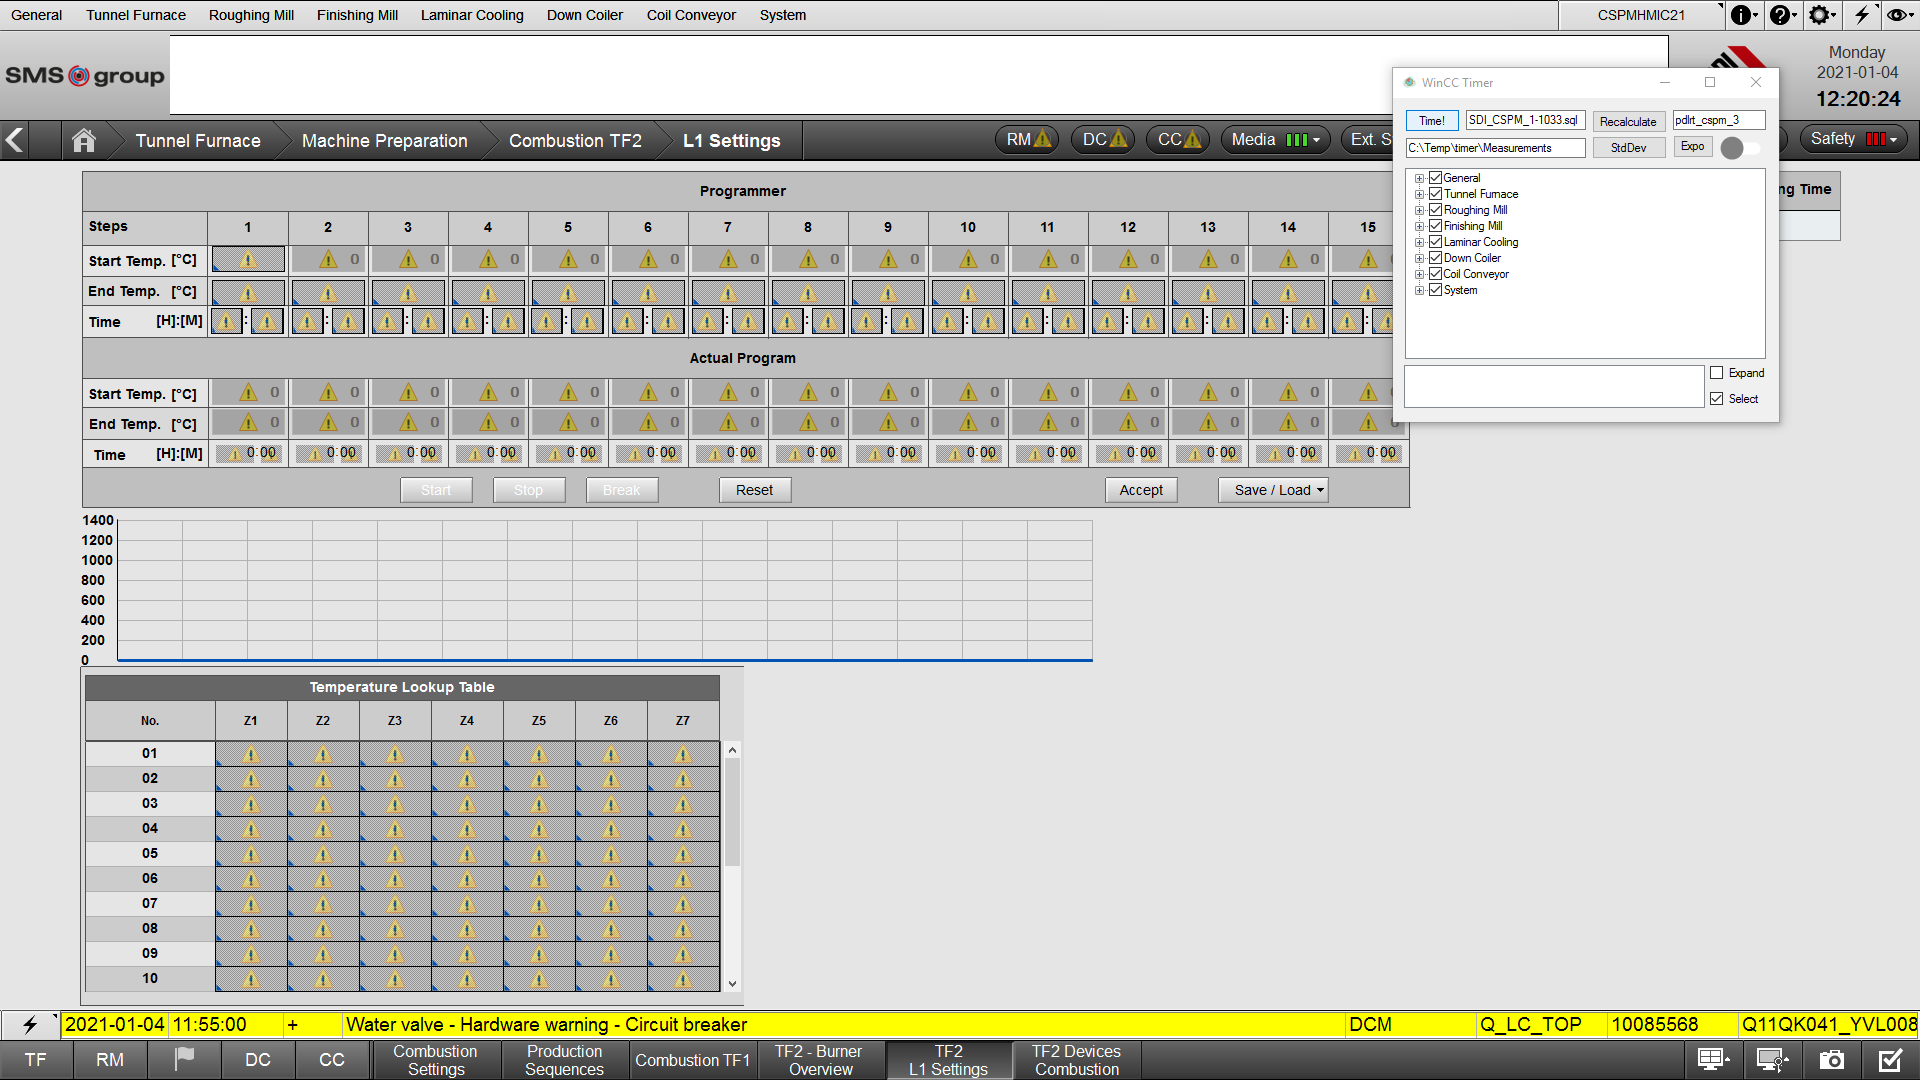 General Tunnel Furnace Roughing Mill Finishing Mill Laminar Cooling Down Coiler Coil Conveyor System CSPMHMIC21
SMS group
Monday
2021-01-04
12:20:24
Tunnel Furnace Machine Preparation Combustion TF2 L1 Settings RM DC CC Media Ext. S Safety
WinCC Timer
Time! SDI_CSPM_1-1033.sql Recalculate pdlrt_cspm_3
C:\Temp\timer\Measurements StdDev Expo
General
Tunnel Furnace
Roughing Mill
Finishing Mill
Laminar Cooling
Down Coiler
Coil Conveyor
System
Expand
Select
ng Time
Programmer
Steps 1 2 3 4 5 6 7 8 9 10 11 12 13 14 15
Start Temp. [°C] 0 0 0 0 0 0 0 0 0 0 0 0 0 0
End Temp. [°C]
Time [H]:[M] : : : : : : : : : : : : : : :
Actual Program
Start Temp. [°C] 0 0 0 0 0 0 0 0 0 0 0 0 0 0 0
End Temp. [°C] 0 0 0 0 0 0 0 0 0 0 0 0 0 0 0
Time [H]:[M] 0:00 0:00 0:00 0:00 0:00 0:00 0:00 0:00 0:00 0:00 0:00 0:00 0:00 0:00 0:00
Start Stop Break Reset Accept Save / Load
1400
1200
1000
800
600
400
200
0
Temperature Lookup Table
No. Z1 Z2 Z3 Z4 Z5 Z6 Z7
01
02
03
04
05
06
07
08
09
10
2021-01-04 11:55:00 + Water valve - Hardware warning - Circuit breaker DCM Q_LC_TOP 10085568 Q11QK041_YVL008
TF RM DC CC Combustion Settings Production Sequences Combustion TF1 TF2 - Burner Overview TF2 L1 Settings TF2 Devices Combustion